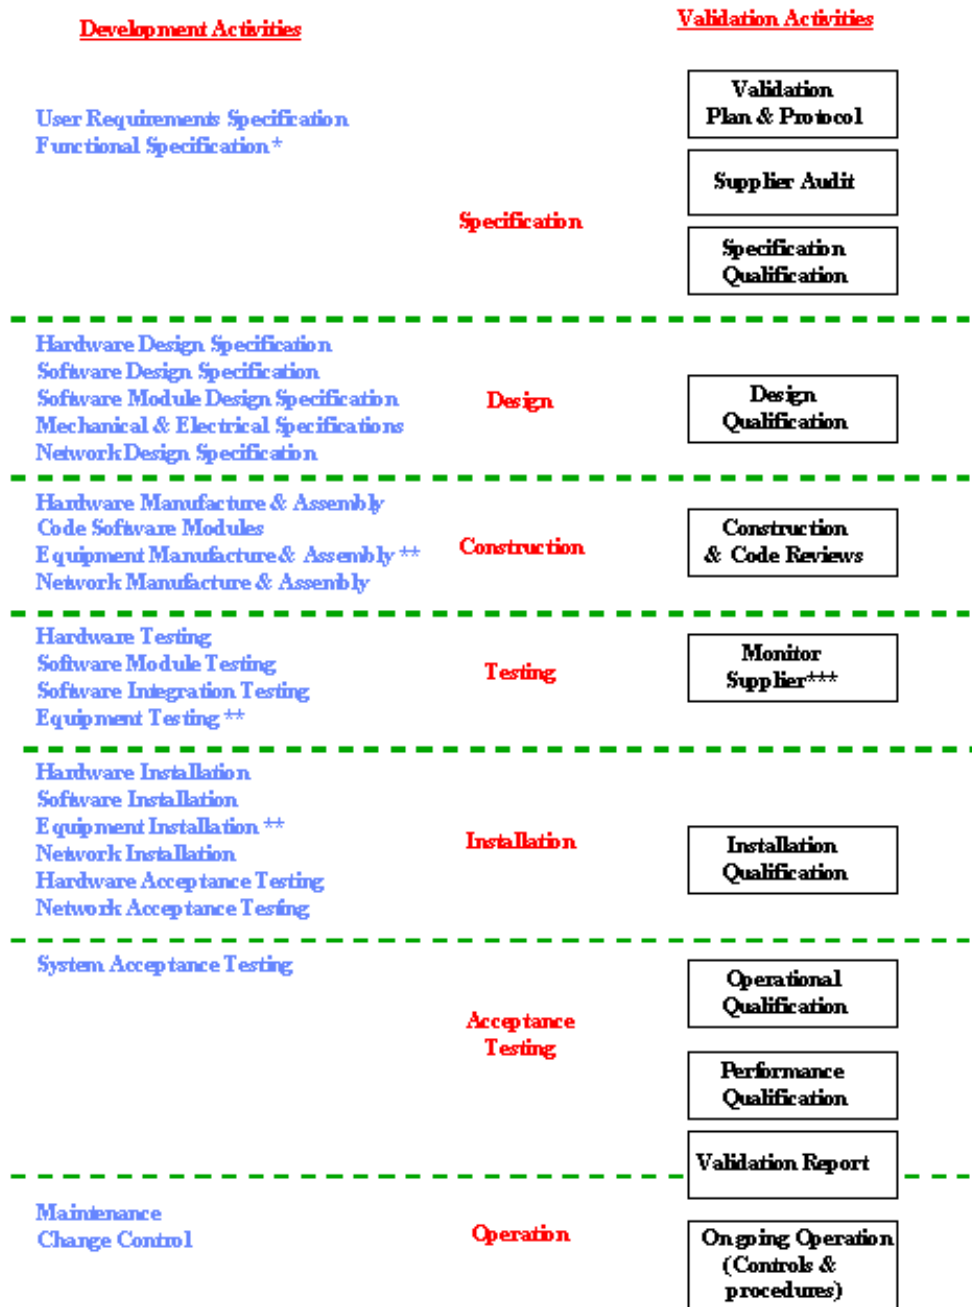 Development Activities
Validation Activities
User Requirements Specification
Functional Specification*
Specification
Validation
Plan & Protocol
Supplier Audit
Specification
Qualification
Hardware Design Specification
Software Design Specification
Software Module Design Specification
Mechanical & Electrical Specifications
Network Design Specification
Design
Design
Qualification
Hardware Manufacture & Assembly
Code Software Modules
Equipment Manufacture & Assembly **
Network Manufacture & Assembly
Construction
Construction
& Code Reviews
Hardware Testing
Software Module Testing
Software Integration Testing
Equipment Testing **
Testing
Monitor
Supplier***
Hardware Installation
Software Installation
Equipment Installation **
Network Installation
Hardware Acceptance Testing
Network Acceptance Testing
Installation
Installation
Qualification
System Acceptance Testing
Acceptance
Testing
Operational
Qualification
Performance
Qualification
Validation Report
Maintenance
Change Control
Operation
Ongoing Operation
(Controls &
procedures)